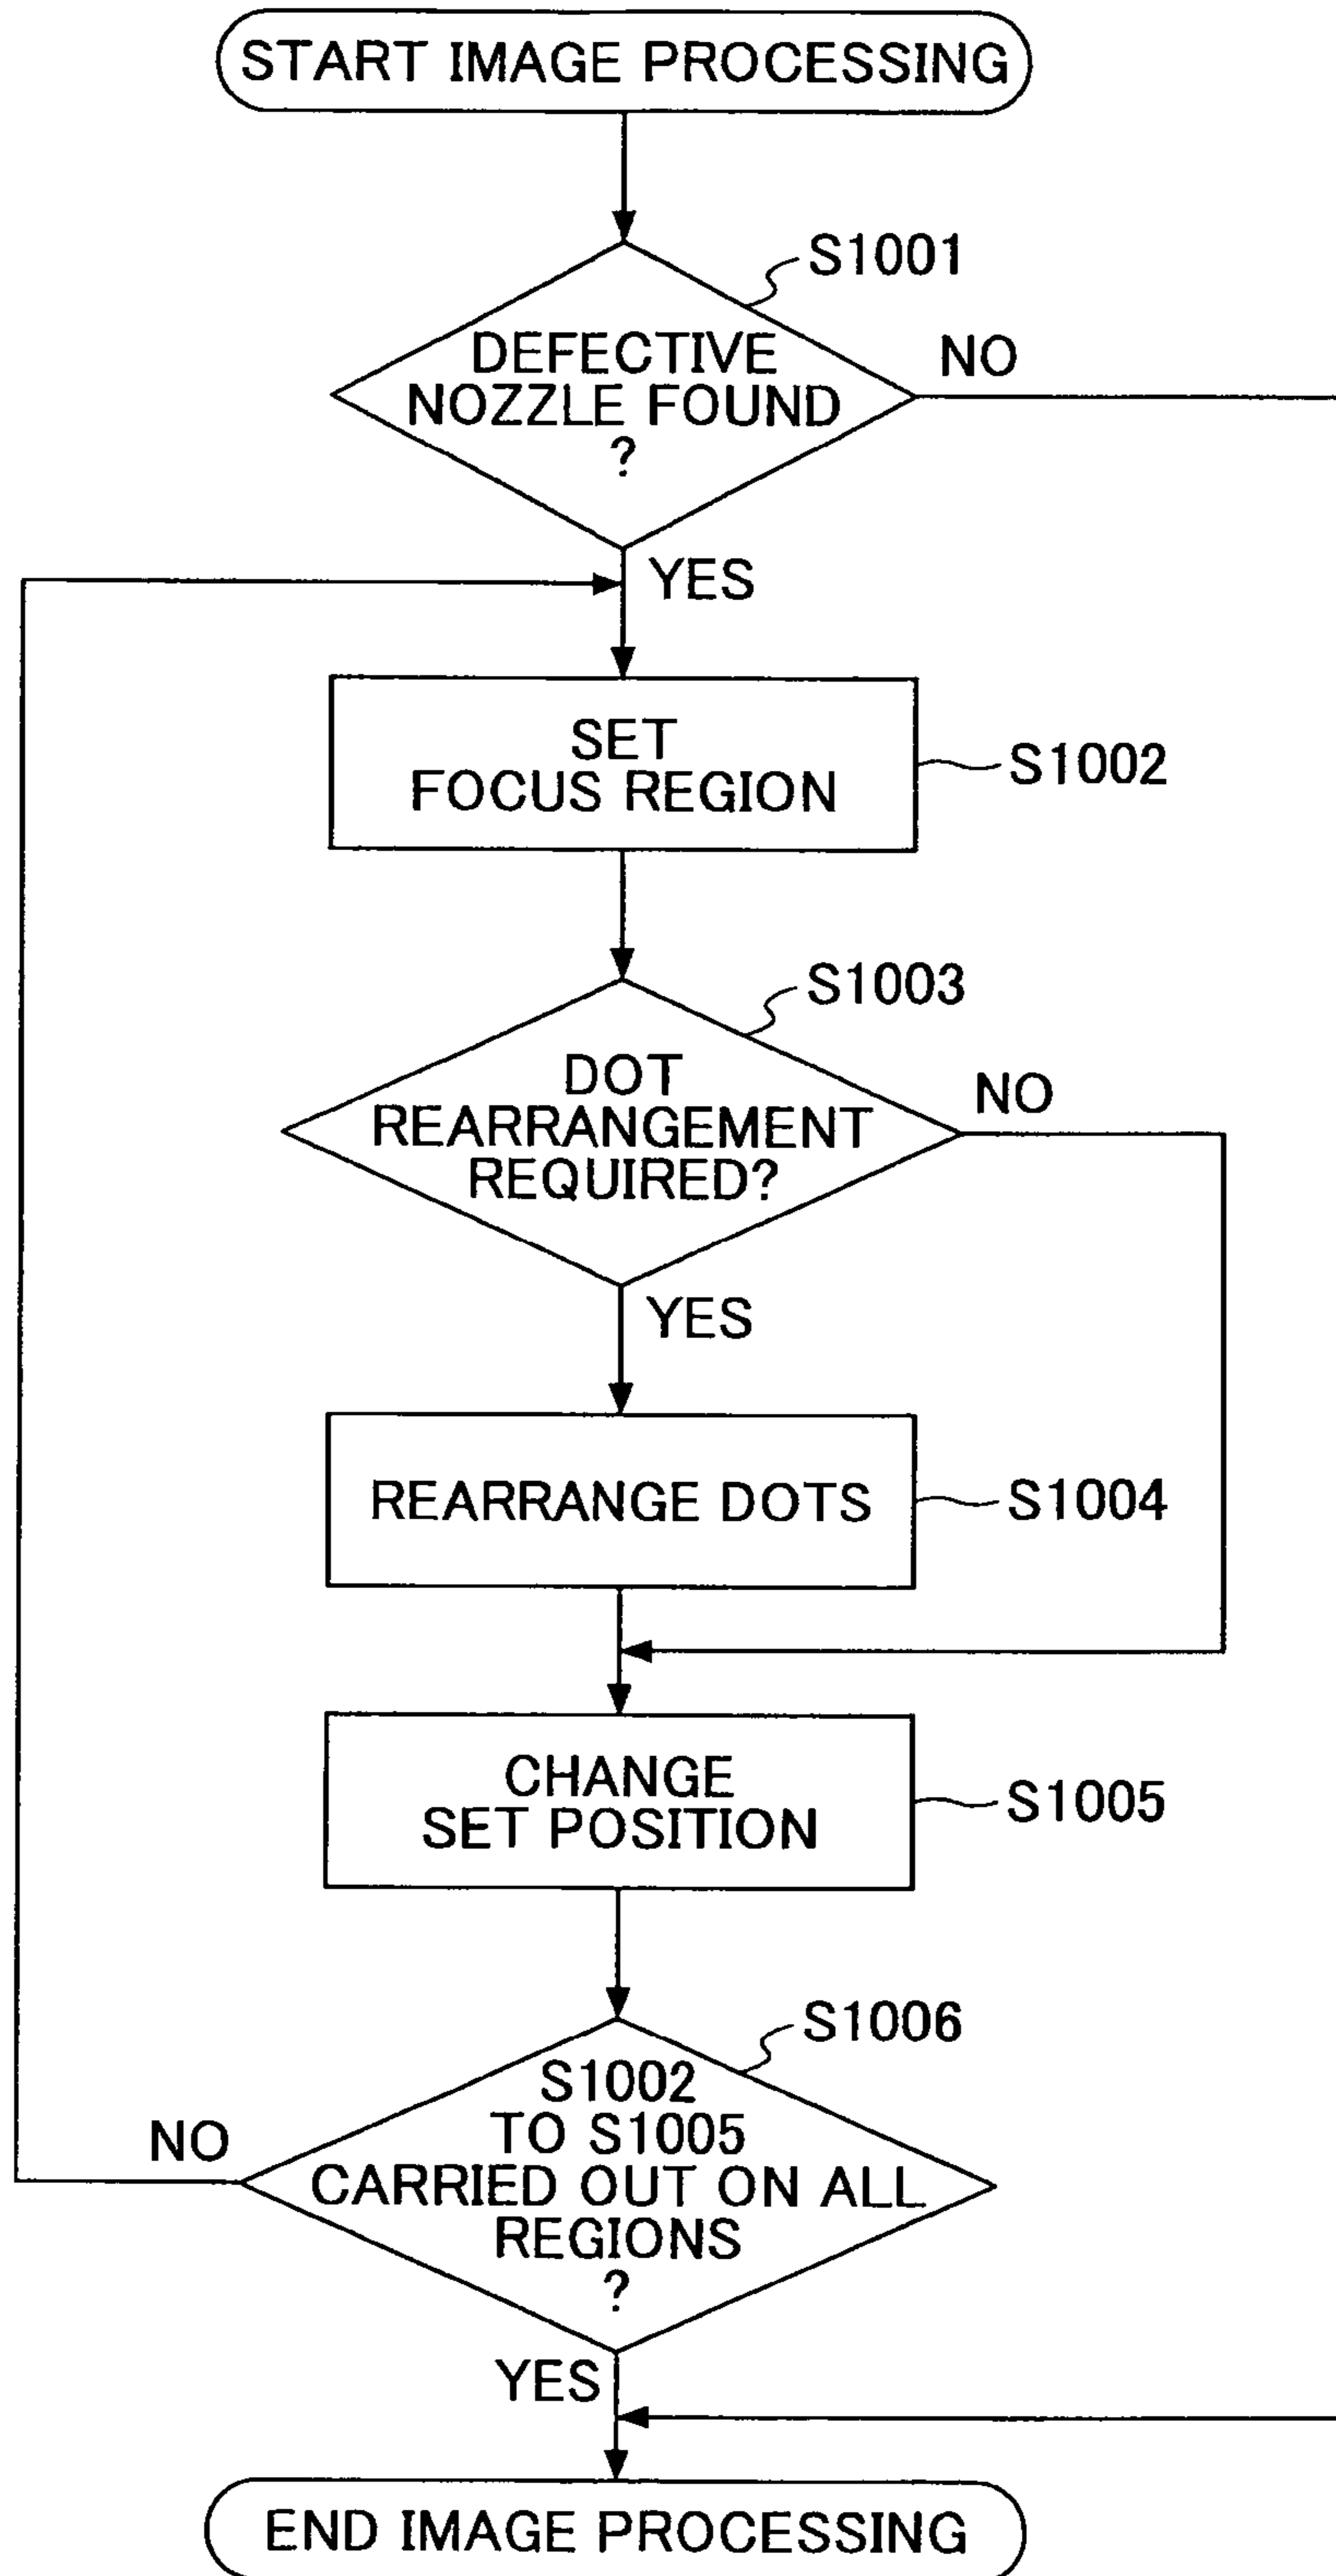 START IMAGE PROCESSING
S1001
DEFECTIVE
NOZZLE FOUND
?
NO
YES
SET
FOCUS REGION
S1002
S1003
DOT
REARRANGEMENT
REQUIRED?
NO
YES
REARRANGE DOTS
S1004
CHANGE
SET POSITION
S1005
S1006
S1002
TO S1005
CARRIED OUT ON ALL
REGIONS
?
NO
YES
END IMAGE PROCESSING